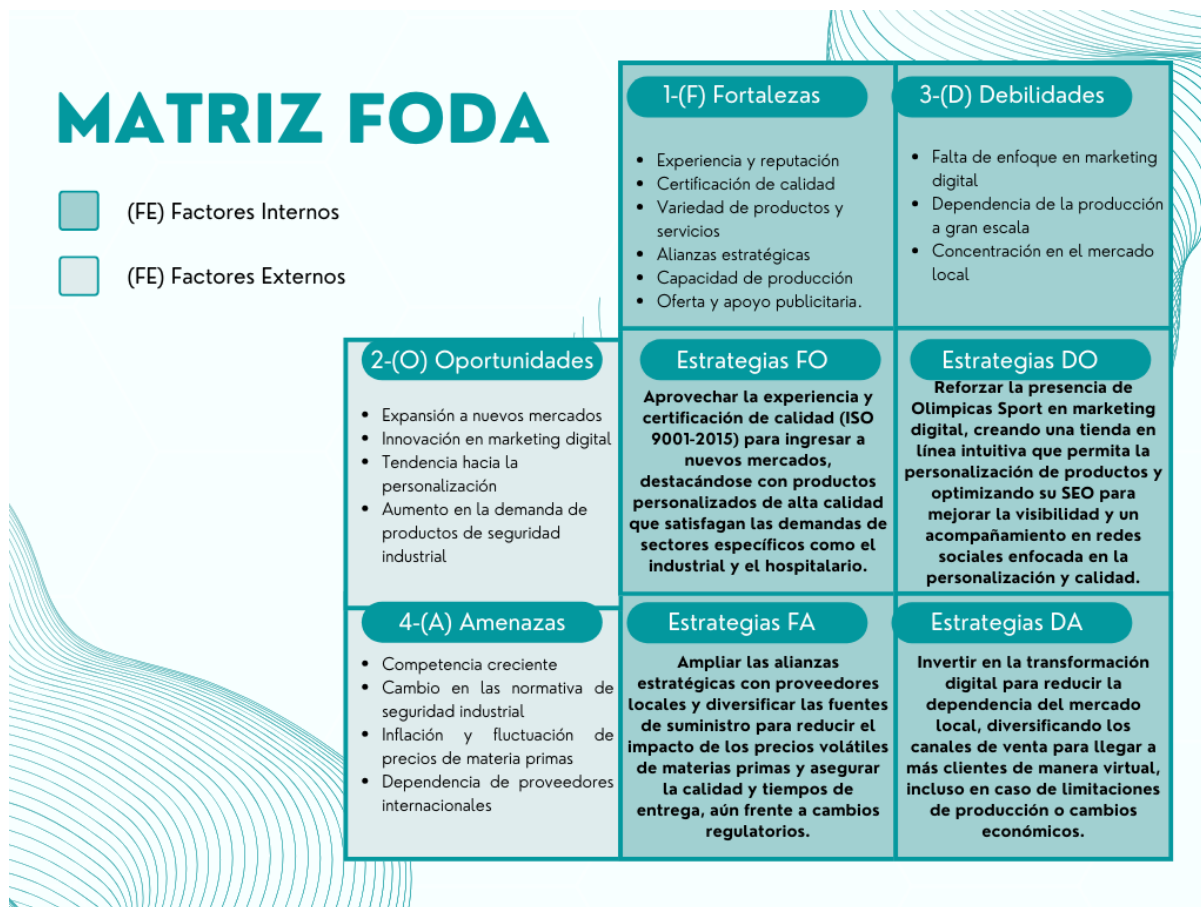 MATRIZ FODA
(FE) Factores Internos
(FE) Factores Externos
1-(F) Fortalezas
• Experiencia y reputación
• Certificación de calidad
• Variedad de productos y
servicios
• Alianzas estratégicas
• Capacidad de producción
• Oferta y apoyo publicitaria.
3-(D) Debilidades
• Falta de enfoque en marketing
digital
• Dependencia de la producción
a gran escala
• Concentración en el mercado
local
2-(O) Oportunidades
• Expansión a nuevos mercados
• Innovación en marketing digital
• Tendencia hacia la
personalización
• Aumento en la demanda de
productos de seguridad
industrial
Estrategias FO
Aprovechar la experiencia y
certificación de calidad (ISO
9001-2015) para ingresar a
nuevos mercados,
destacándose con productos
personalizados de alta calidad
que satisfagan las demandas de
sectores específicos como el
industrial y el hospitalario.
Estrategias DO
Reforzar la presencia de
Olimpicas Sport en marketing
digital, creando una tienda en
línea intuitiva que permita la
personalización de productos y
optimizando su SEO para
mejorar la visibilidad y un
acompañamiento en redes
sociales enfocada en la
personalización y calidad.
4-(A) Amenazas
• Competencia creciente
• Cambio en las normativa de
seguridad industrial
• Inflación y fluctuación de
precios de materia primas
• Dependencia de proveedores
internacionales
Estrategias FA
Ampliar las alianzas
estratégicas con proveedores
locales y diversificar las fuentes
de suministro para reducir el
impacto de los precios volátiles
de materias primas y asegurar
la calidad y tiempos de
entrega, aún frente a cambios
regulatorios.
Estrategias DA
Invertir en la transformación
digital para reducir la
dependencia del mercado
local, diversificando los
canales de venta para llegar a
más clientes de manera virtual,
incluso en caso de limitaciones
de producción o cambios
económicos.